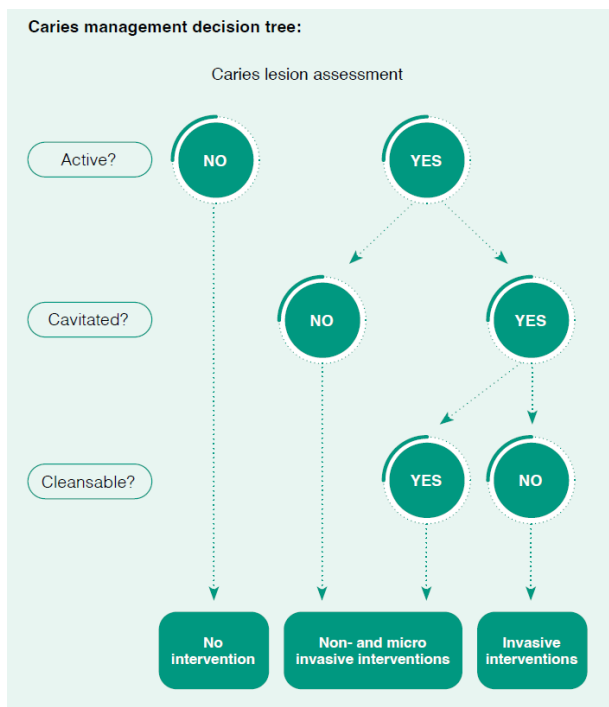 Caries management decision tree:
Caries lesion assessment
Active?
NO
YES
Cavitated?
NO
YES
Cleansable?
YES
NO
No
intervention
Non- and micro
invasive interventions
Invasive
interventions